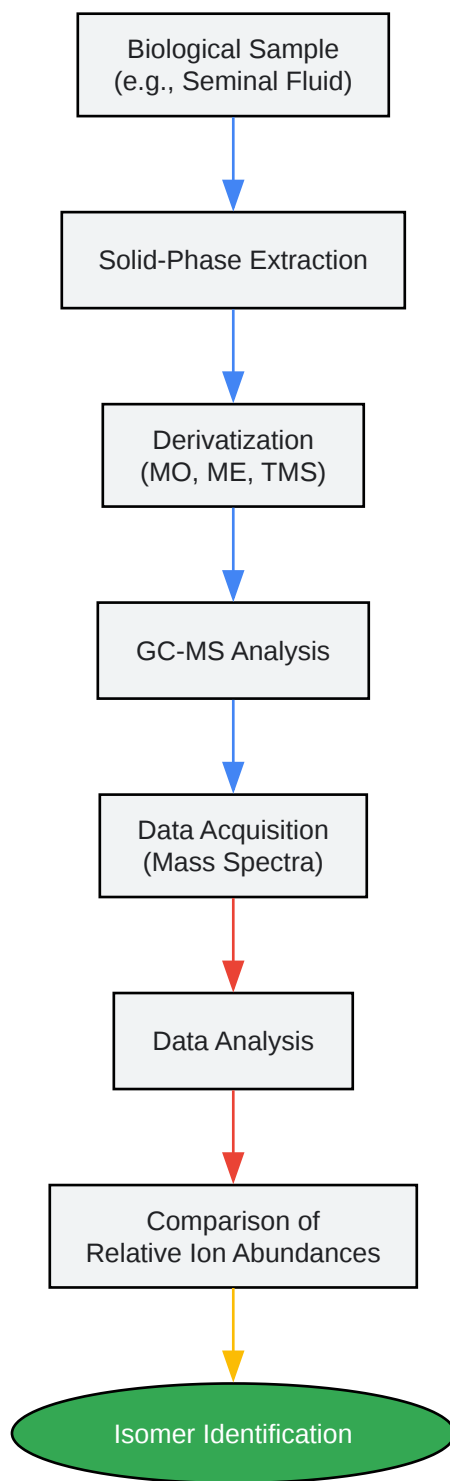 Biological Sample
(e.g., Seminal Fluid)
Solid-Phase Extraction
Derivatization
(MO, ME, TMS)
GC-MS Analysis
Data Acquisition
(Mass Spectra)
Data Analysis
Comparison of
Relative Ion Abundances
Isomer Identification